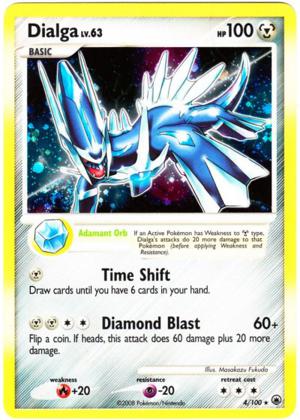 Dialga LV.63
HP 100
BASIC
Adamant Orb
If an Active Pokémon has Weakness to type,
Dialga's attacks do 20 more damage to that
Pokémon (before applying Weakness and
Resistance).
Time Shift
Draw cards until you have 6 cards in your hand.
Diamond Blast 60+
Flip a coin. If heads, this attack does 60 damage plus 20 more
damage.
weakness
resistance
retreat cost
+20
-20
Illus. Masakazu Fukuda
©2008 Pokémon/Nintendo
4/100 ★